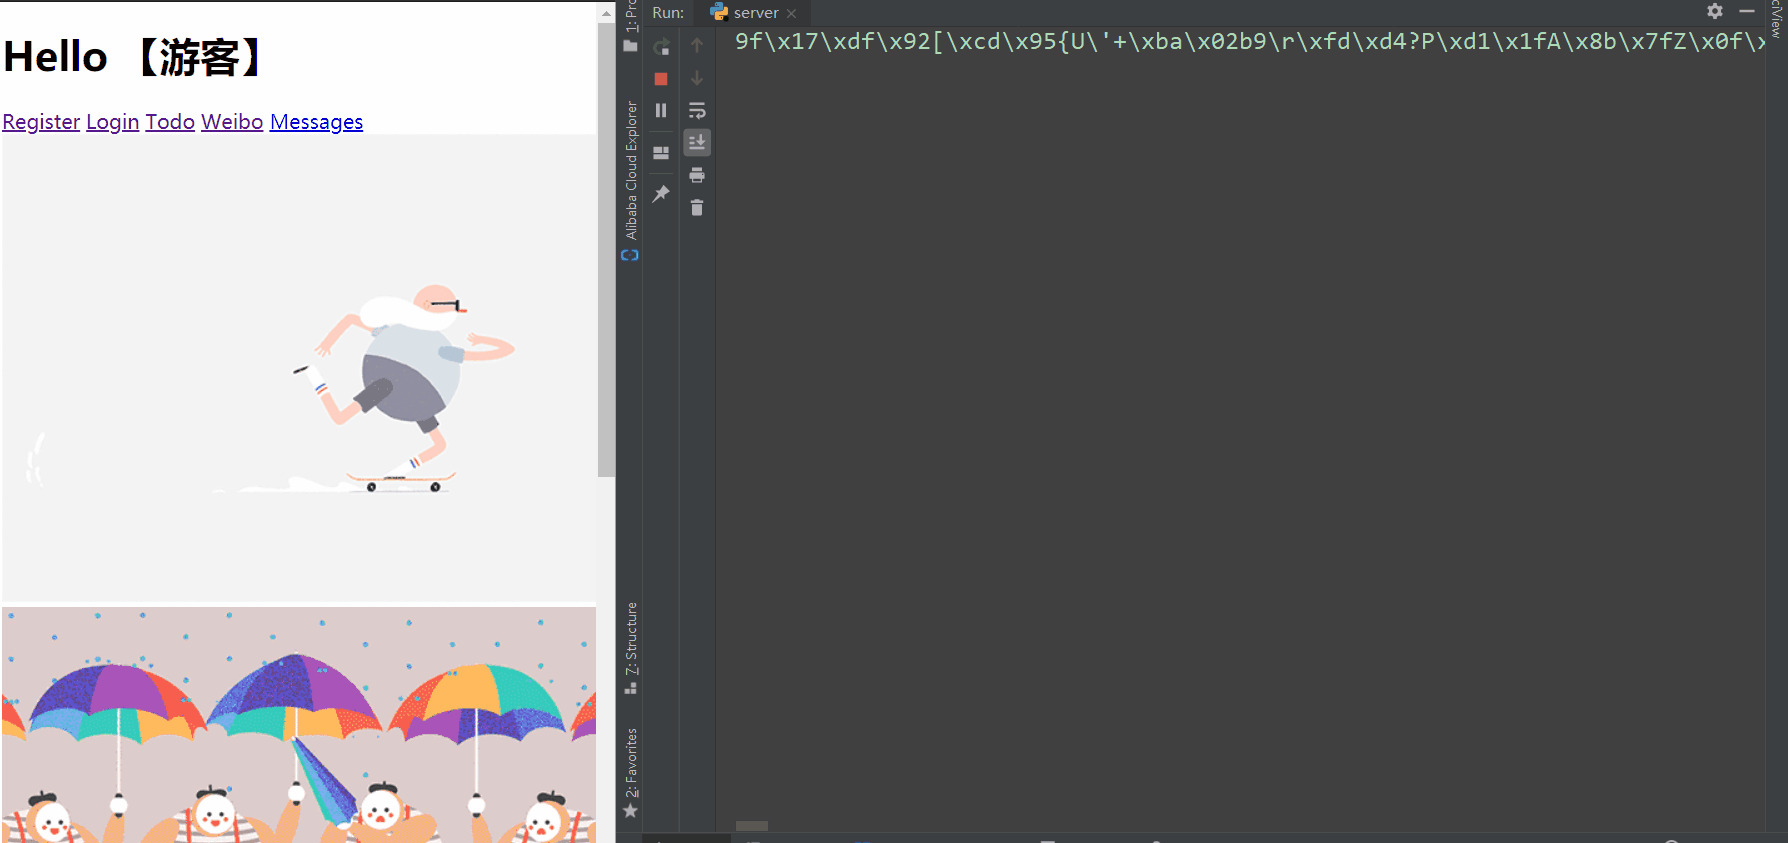 Hello 【游客】
Register Login Todo Weibo Messages
1: Pro
Alibaba Cloud Explorer
7: Structure
2: Favorites
Run: server
9f\x17\xdf\x92[\xcd\x95{U\'+\xba\x02b9\r\xfd\xd4?P\xd1\x1fA\x8b\x7fZ\x0f\x
View